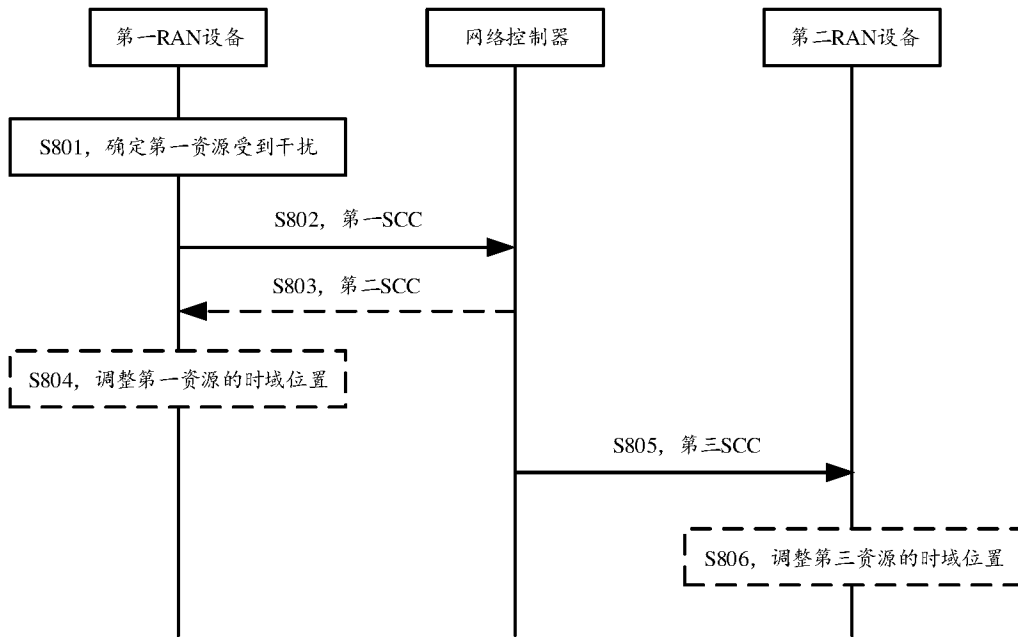 第一RAN设备
网络控制器
第二RAN设备
S801，确定第一资源受到干扰
S802，第一SCC
S803，第二SCC
S804，调整第一资源的时域位置
S805，第三SCC
S806，调整第三资源的时域位置